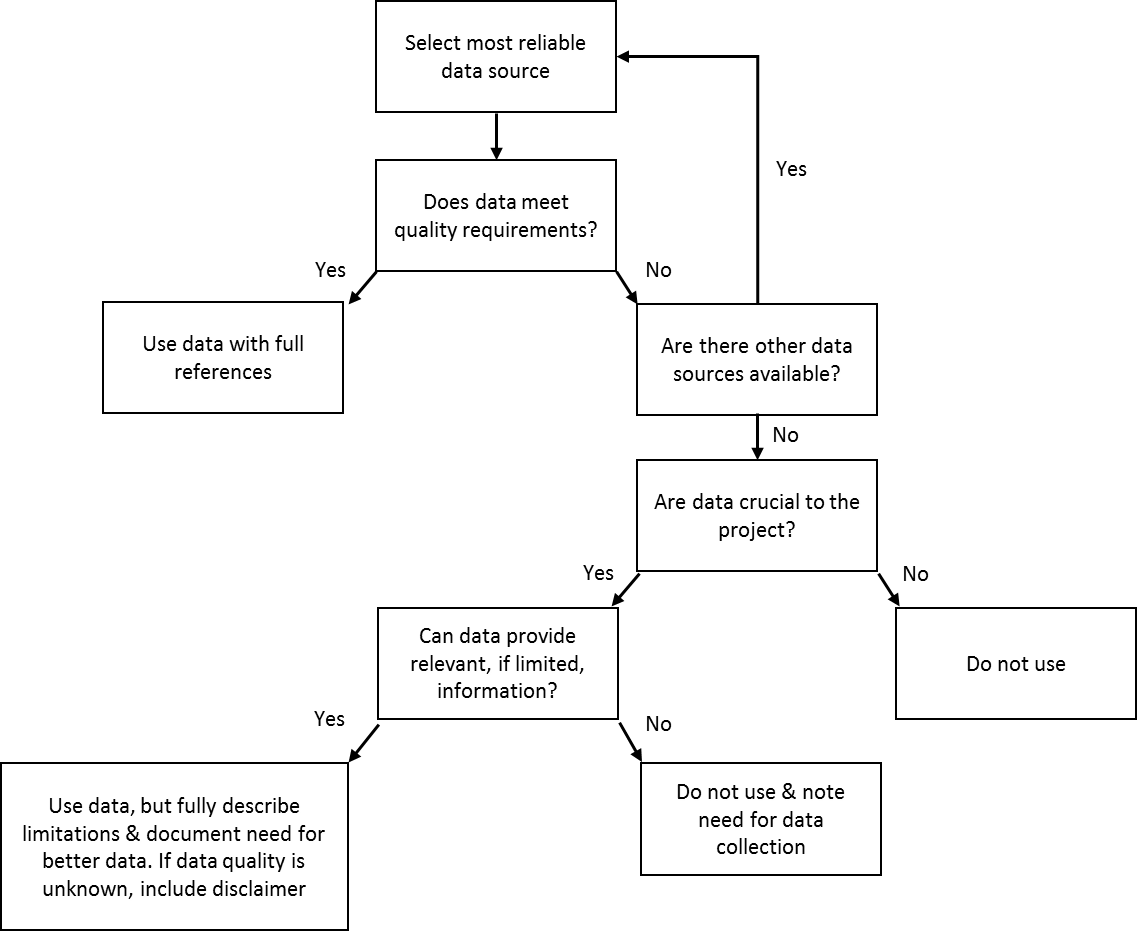 Select most reliable
data source
Yes
Does data meet
quality requirements?
Yes
No
Use data with full
references
Are there other data
sources available?
No
Are data crucial to the
project?
Yes
No
Can data provide
relevant, if limited,
information?
Do not use
Yes
No
Use data, but fully describe
limitations & document need for
better data. If data quality is
unknown, include disclaimer
Do not use & note
need for data
collection